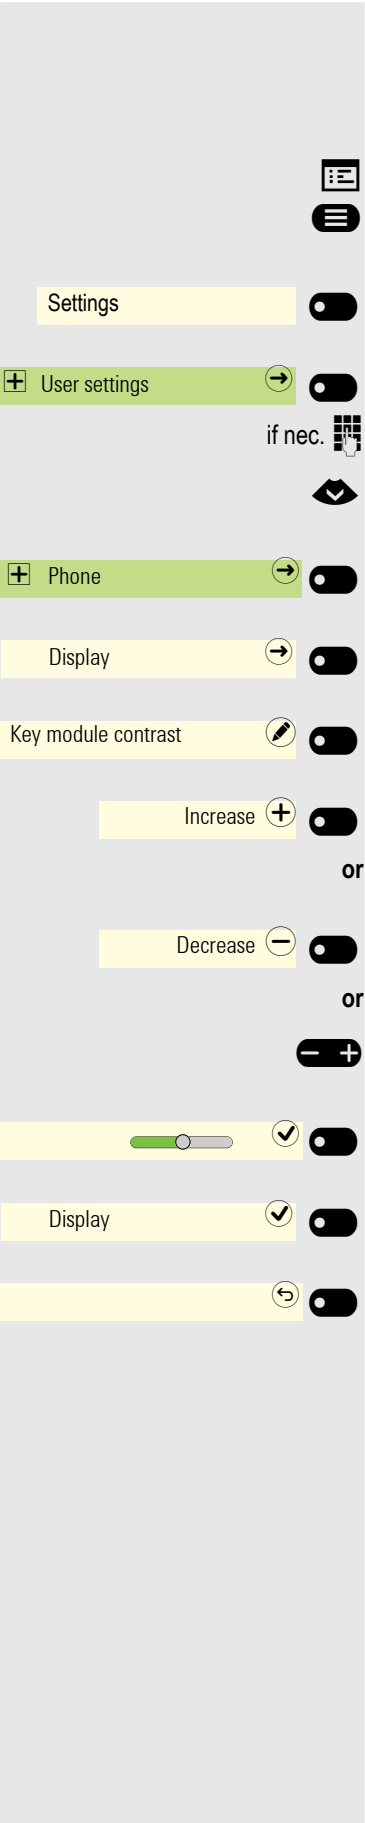 Settings
User settings
if nec.
Phone
Display
Key module contrast
Increase
or
Decrease
or
Display